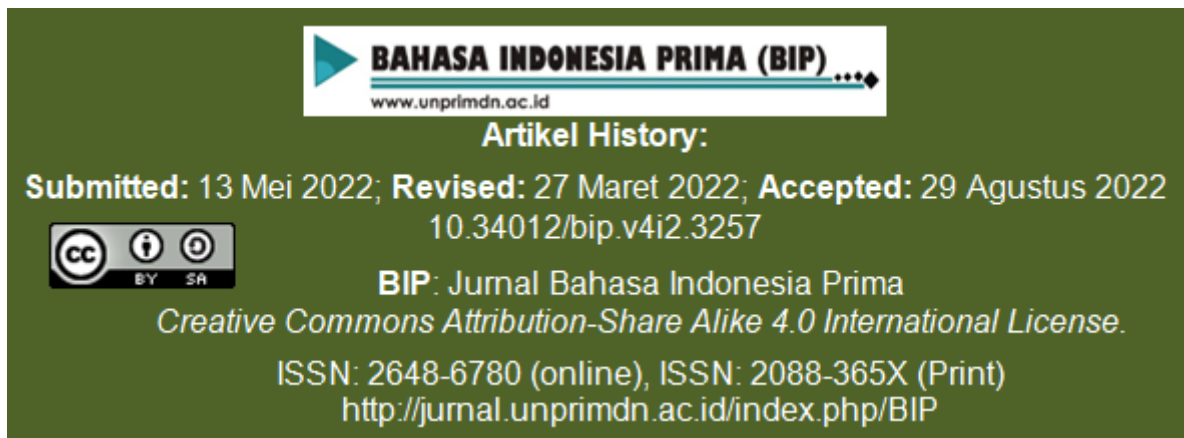 BAHASA INDONESIA PRIMA (BIP)
www.unprimdn.ac.id
Artikel History:
Submitted: 13 Mei 2022; Revised: 27 Maret 2022; Accepted: 29 Agustus 2022
10.34012/bip.v4i2.3257
cc BY SA
BIP: Jurnal Bahasa Indonesia Prima
Creative Commons Attribution-Share Alike 4.0 International License.
ISSN: 2648-6780 (online), ISSN: 2088-365X (Print)
http://jurnal.unprimdn.ac.id/index.php/BIP